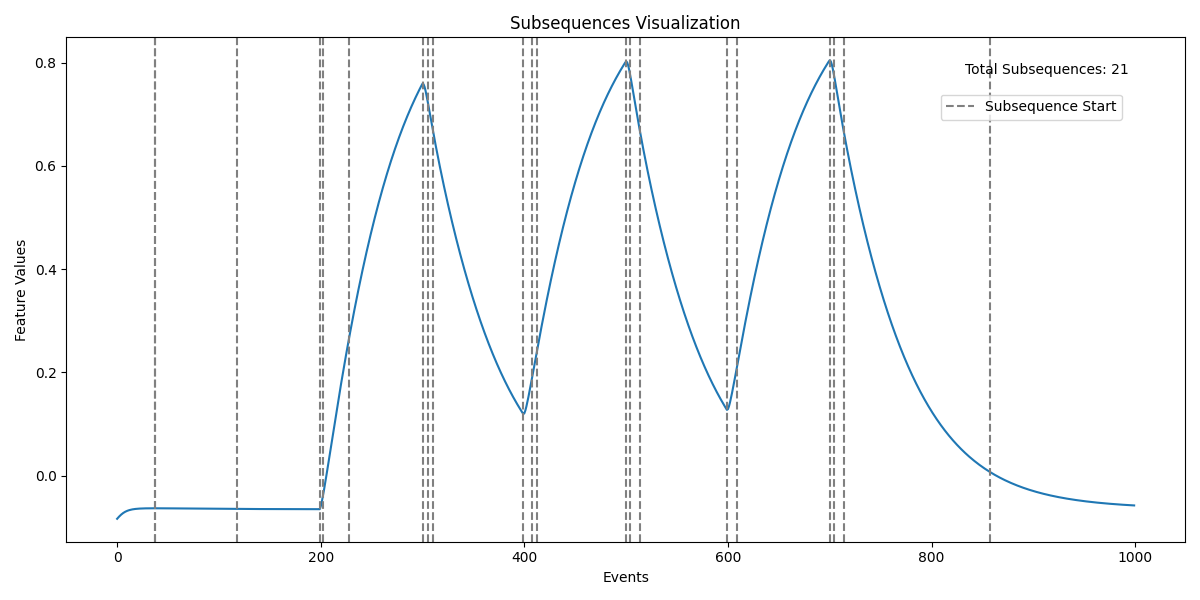 Subsequences Visualization
Total Subsequences: 21
Subsequence Start
Feature Values
0.8
0.6
0.4
0.2
0.0
0 200 400 600 800 1000
Events